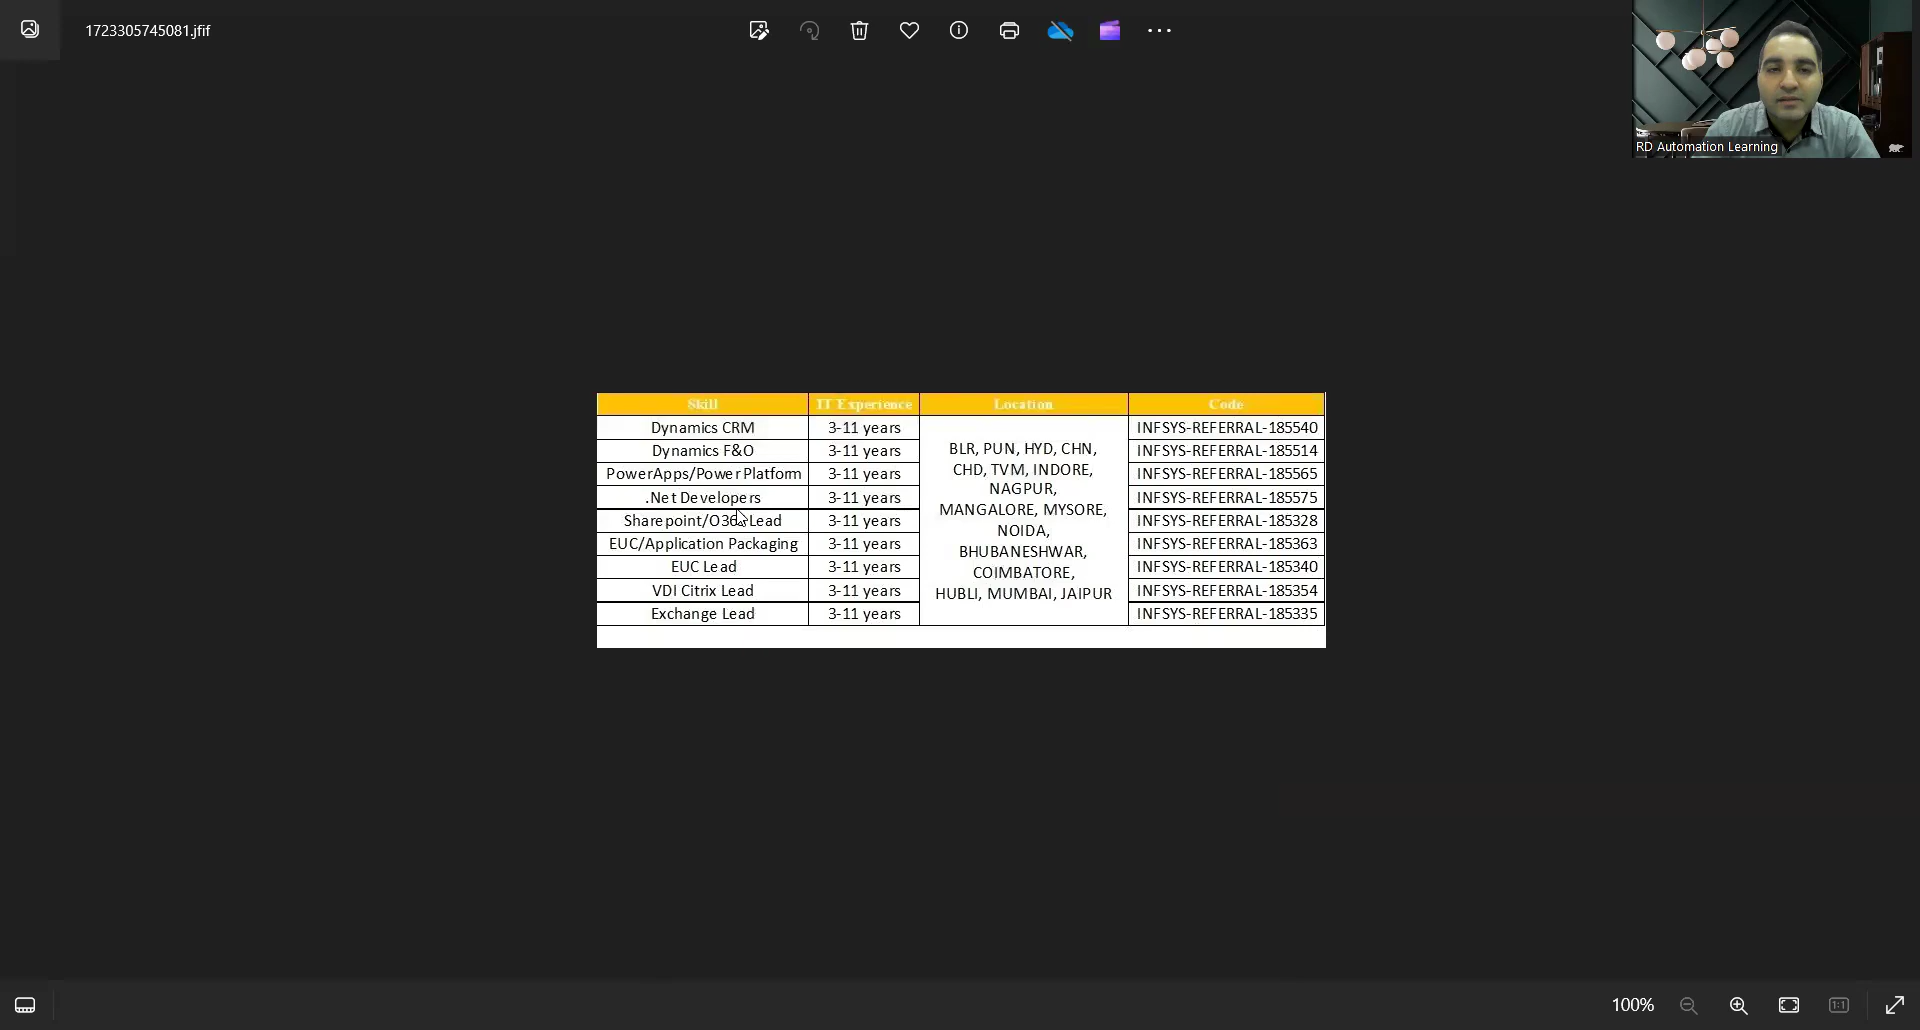 1723305745081.jfif
RD Automation Learning
Skill IT Experience Location Code
Dynamics CRM 3-11 years INFSYS-REFERRAL-185540
Dynamics F&O 3-11 years INFSYS-REFERRAL-185514
PowerApps/Power Platform 3-11 years INFSYS-REFERRAL-185565
.Net Developers 3-11 years INFSYS-REFERRAL-185575
Sharepoint/O365 Lead 3-11 years INFSYS-REFERRAL-185328
EUC/Application Packaging 3-11 years INFSYS-REFERRAL-185363
EUC Lead 3-11 years INFSYS-REFERRAL-185340
VDI Citrix Lead 3-11 years INFSYS-REFERRAL-185354
Exchange Lead 3-11 years INFSYS-REFERRAL-185335
BLR, PUN, HYD, CHN,
CHD, TVM, INDORE,
NAGPUR,
MANGALORE, MYSORE,
NOIDA,
BHUBANESHWAR,
COIMBATORE,
HUBLI, MUMBAI, JAIPUR
100%
1:1